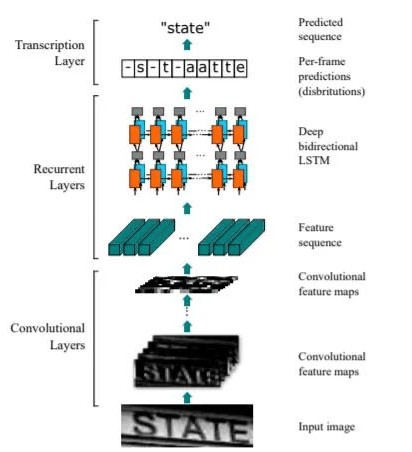 "state"
Predicted
sequence
Transcription
Layer
-s-t-aatte
Per-frame
predictions
(disbritutions)
Recurrent
Layers
...
...
Deep
bidirectional
LSTM
...
Feature
sequence
Convolutional
Layers
Convolutional
feature maps
...
STATE
Convolutional
feature maps
STATE
Input image